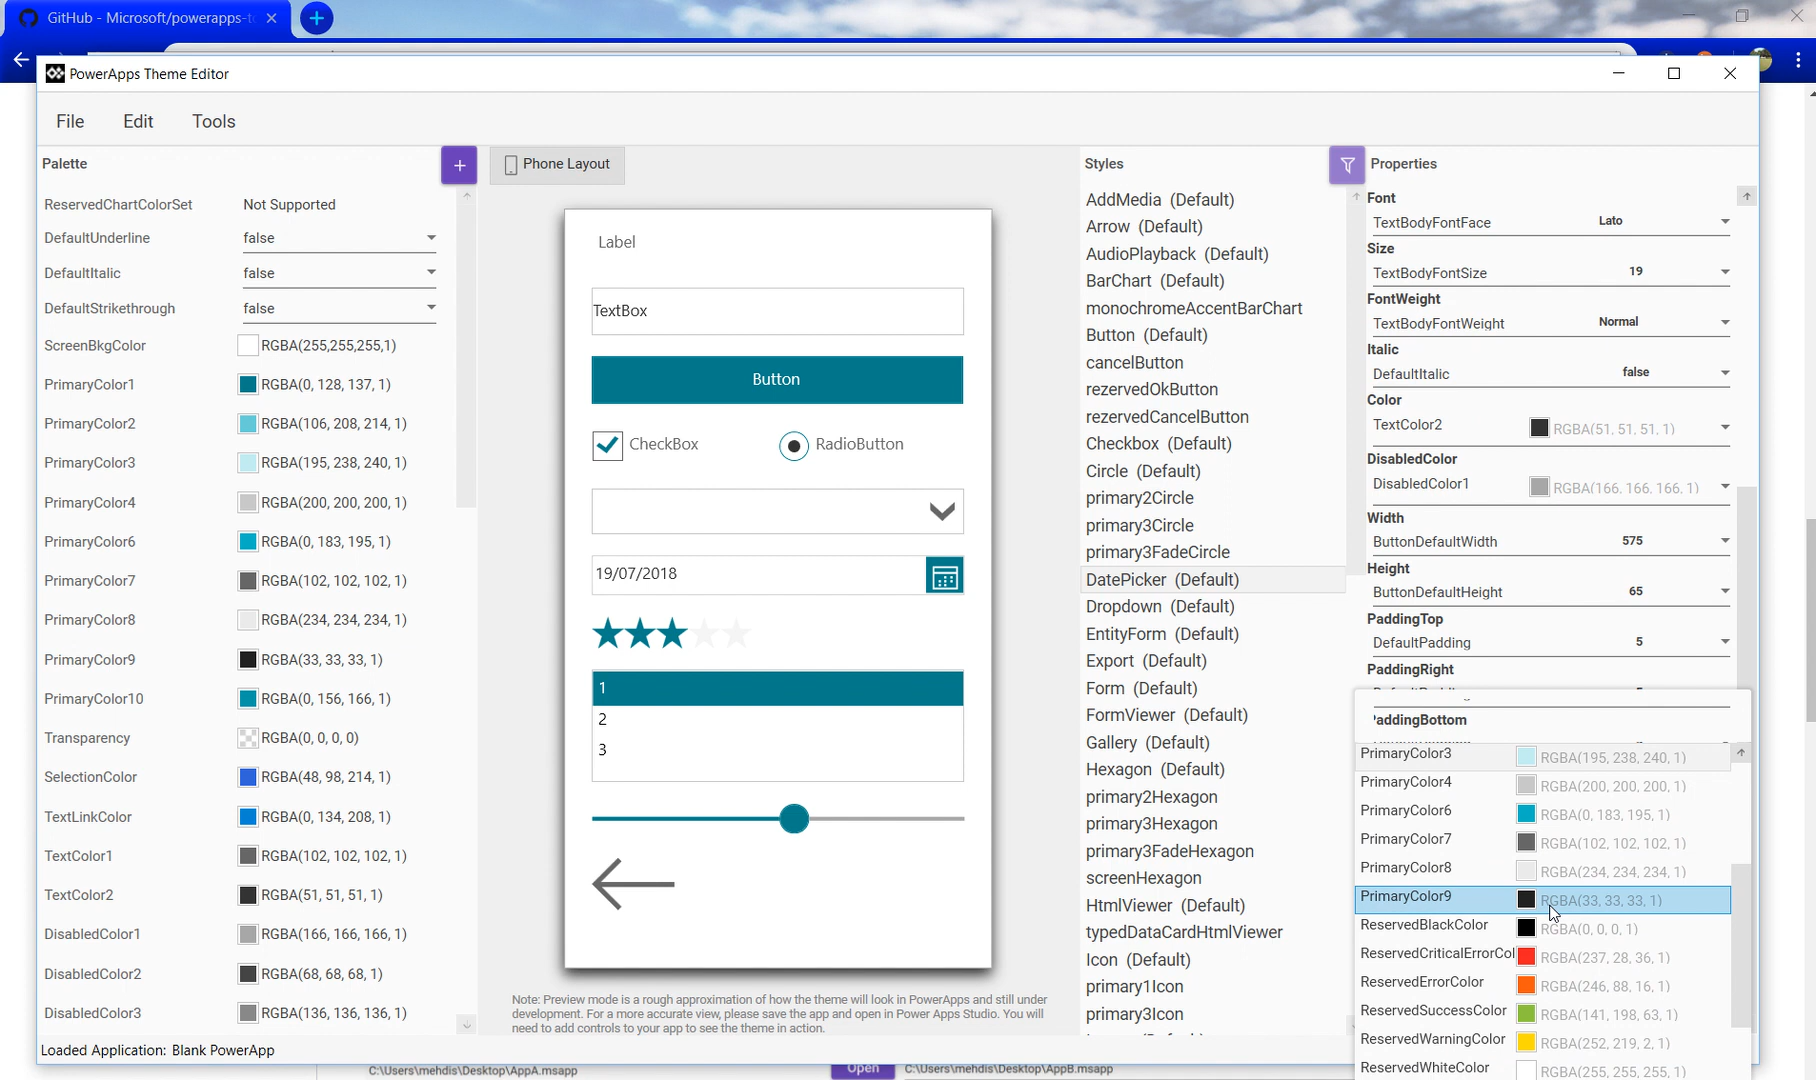 GitHub - Microsoft/powerapps-t
PowerApps Theme Editor
File Edit Tools
Palette
+
ReservedChartColorSet Not Supported
DefaultUnderline false
DefaultItalic false
DefaultStrikethrough false
ScreenBkgColor RGBA(255,255,255,1)
PrimaryColor1 RGBA(0, 128, 137, 1)
PrimaryColor2 RGBA(106, 208, 214, 1)
PrimaryColor3 RGBA(195, 238, 240, 1)
PrimaryColor4 RGBA(200, 200, 200, 1)
PrimaryColor6 RGBA(0, 183, 195, 1)
PrimaryColor7 RGBA(102, 102, 102, 1)
PrimaryColor8 RGBA(234, 234, 234, 1)
PrimaryColor9 RGBA(33, 33, 33, 1)
PrimaryColor10 RGBA(0, 156, 166, 1)
Transparency RGBA(0, 0, 0, 0)
SelectionColor RGBA(48, 98, 214, 1)
TextLinkColor RGBA(0, 134, 208, 1)
TextColor1 RGBA(102, 102, 102, 1)
TextColor2 RGBA(51, 51, 51, 1)
DisabledColor1 RGBA(166, 166, 166, 1)
DisabledColor2 RGBA(68, 68, 68, 1)
DisabledColor3 RGBA(136, 136, 136, 1)
Loaded Application: Blank PowerApp
Phone Layout
Label
TextBox
Button
CheckBox RadioButton
19/07/2018
1
2
3
Note: Preview mode is a rough approximation of how the theme will look in PowerApps and still under
development. For a more accurate view, please save the app and open in Power Apps Studio. You will
need to add controls to your app to see the theme in action.
Styles
AddMedia (Default)
Arrow (Default)
AudioPlayback (Default)
BarChart (Default)
monochromeAccentBarChart
Button (Default)
cancelButton
rezervedOkButton
rezervedCancelButton
Checkbox (Default)
Circle (Default)
primary2Circle
primary3Circle
primary3FadeCircle
DatePicker (Default)
Dropdown (Default)
EntityForm (Default)
Export (Default)
Form (Default)
FormViewer (Default)
Gallery (Default)
Hexagon (Default)
primary2Hexagon
primary3Hexagon
primary3FadeHexagon
screenHexagon
HtmlViewer (Default)
typedDataCardHtmlViewer
Icon (Default)
primary1Icon
primary3Icon
Properties
Font
TextBodyFontFace Lato
Size
TextBodyFontSize 19
FontWeight
TextBodyFontWeight Normal
Italic
DefaultItalic false
Color
TextColor2 RGBA(51, 51, 51, 1)
DisabledColor
DisabledColor1 RGBA(166, 166, 166, 1)
Width
ButtonDefaultWidth 575
Height
ButtonDefaultHeight 65
PaddingTop
DefaultPadding 5
PaddingRight
PaddingBottom
PrimaryColor3 RGBA(195, 238, 240, 1)
PrimaryColor4 RGBA(200, 200, 200, 1)
PrimaryColor6 RGBA(0, 183, 195, 1)
PrimaryColor7 RGBA(102, 102, 102, 1)
PrimaryColor8 RGBA(234, 234, 234, 1)
PrimaryColor9 RGBA(33, 33, 33, 1)
ReservedBlackColor RGBA(0, 0, 0, 1)
ReservedCriticalErrorCol RGBA(237, 28, 36, 1)
ReservedErrorColor RGBA(246, 88, 16, 1)
ReservedSuccessColor RGBA(141, 198, 63, 1)
ReservedWarningColor RGBA(252, 219, 2, 1)
ReservedWhiteColor RGBA(255, 255, 255, 1)
C:\Users\mehdis\Desktop\AppA.msapp Open C:\Users\mehdis\Desktop\AppB.msapp